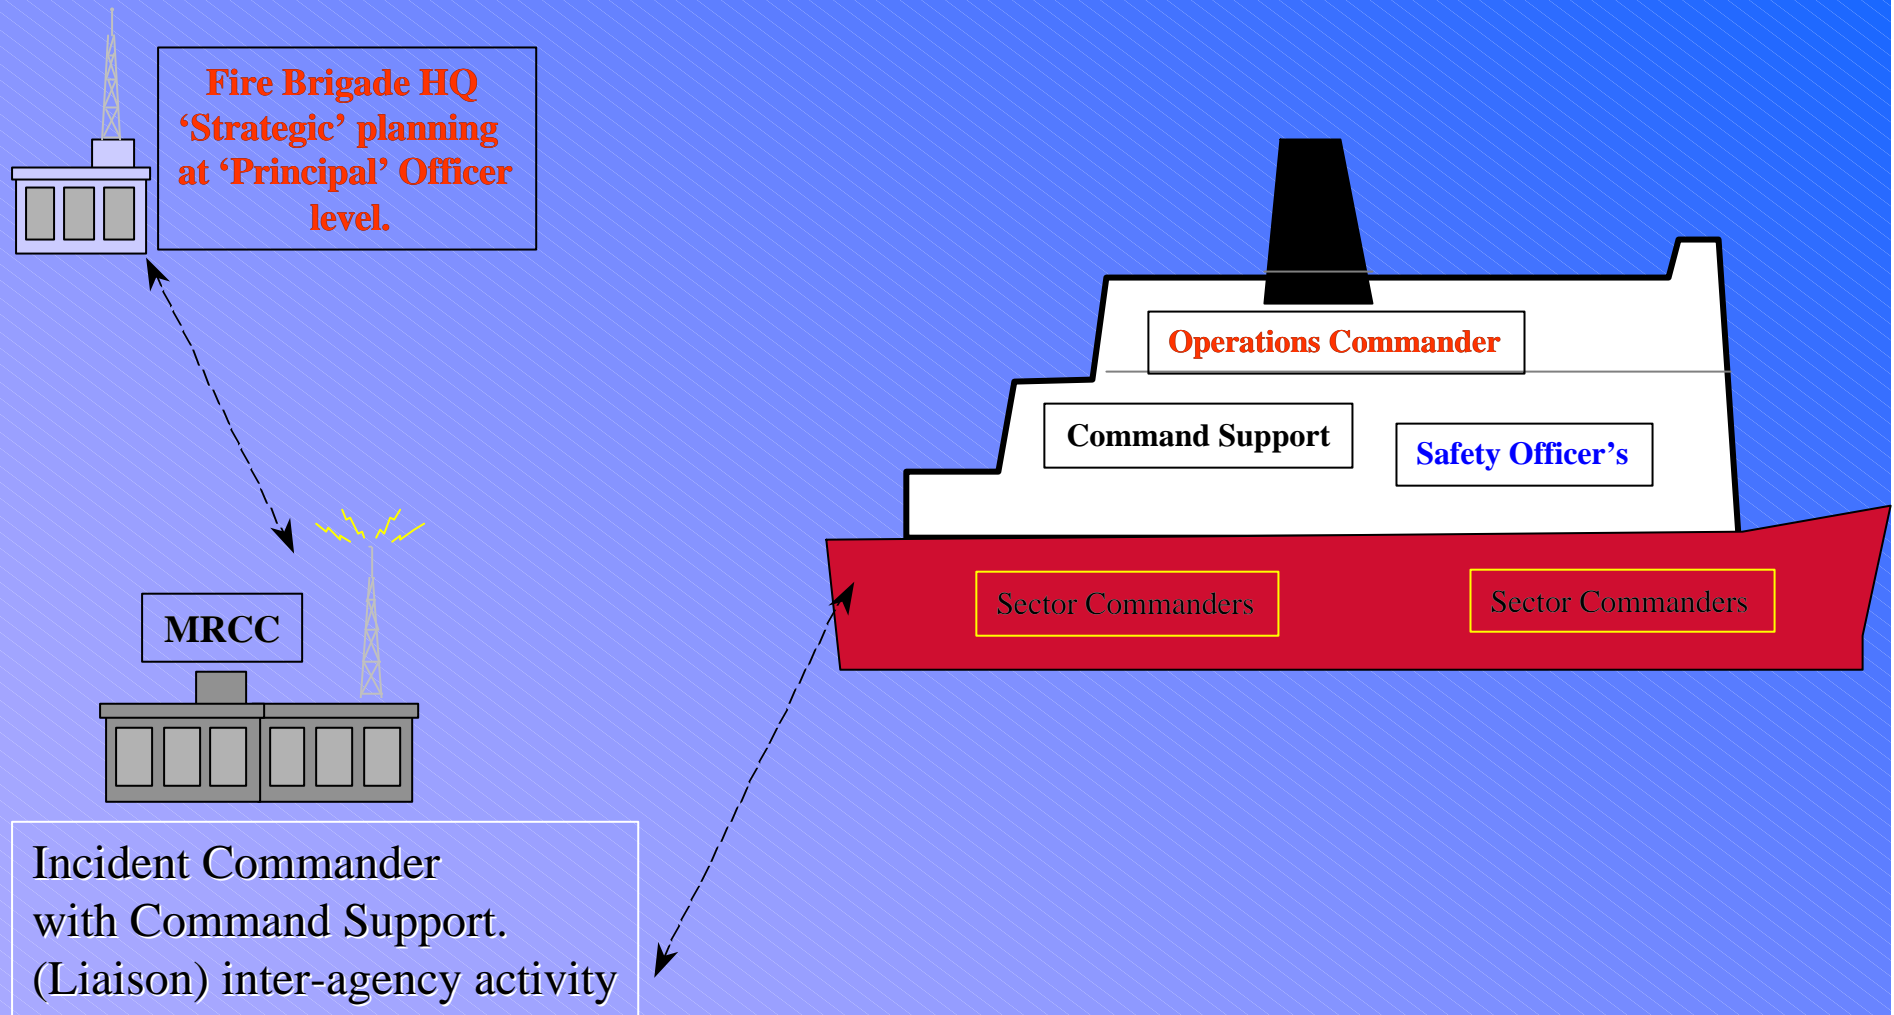 Fire Brigade HQ
‘Strategic’ planning
at ‘Principal’ Officer
level.
Operations Commander
Command Support
Safety Officer’s
Sector Commanders
Sector Commanders
MRCC
Incident Commander
with Command Support.
(Liaison) inter-agency activity